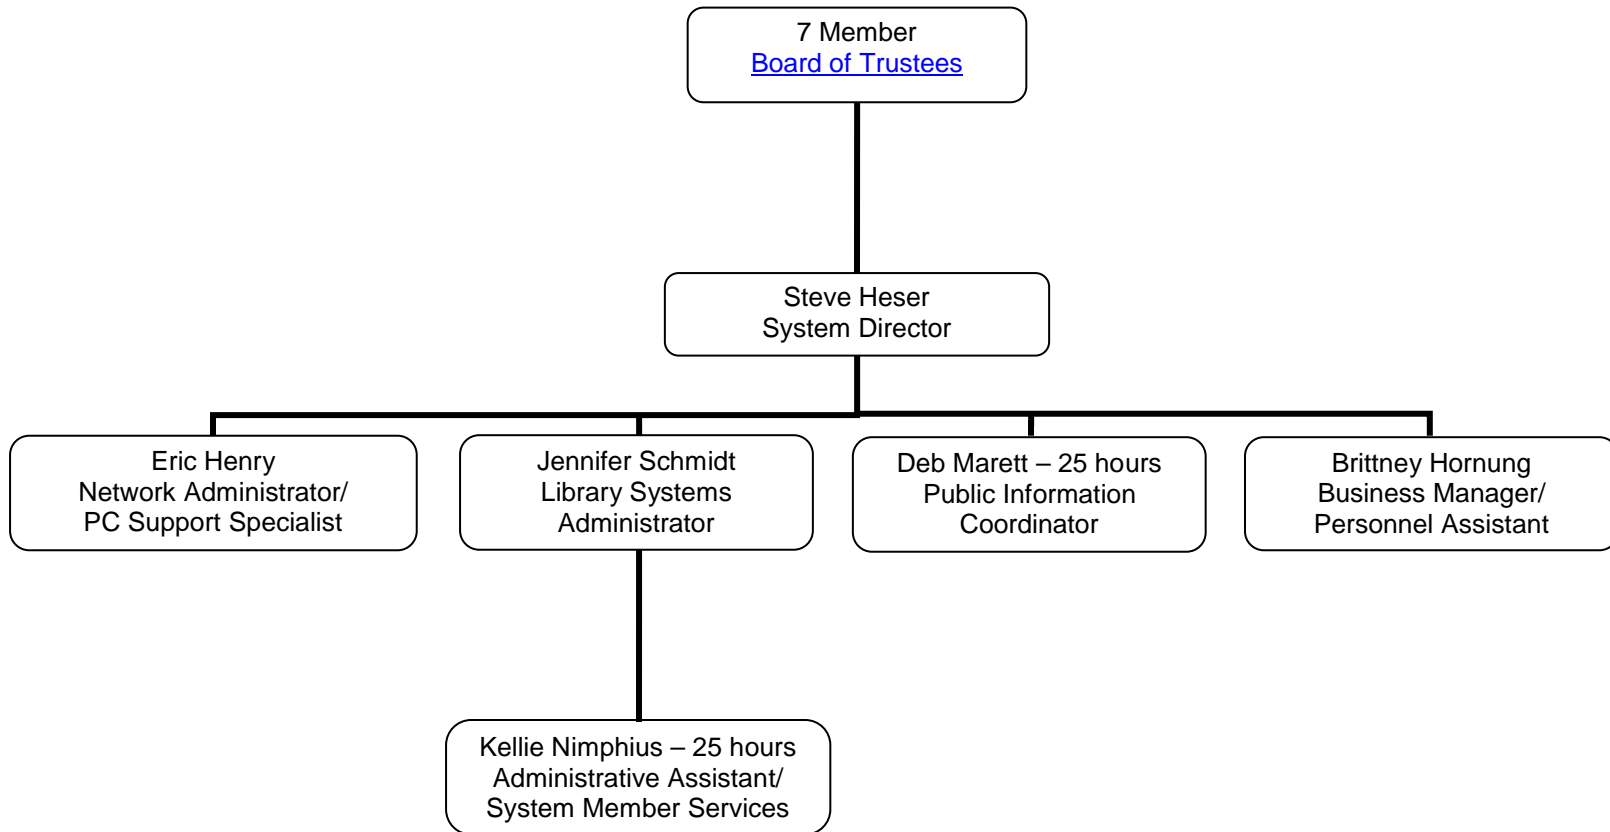 7 Member
Board of Trustees
Steve Heser
System Director
Eric Henry
Network Administrator/
PC Support Specialist
Jennifer Schmidt
Library Systems
Administrator
Deb Marett – 25 hours
Public Information
Coordinator
Brittney Hornung
Business Manager/
Personnel Assistant
Kellie Nimphius – 25 hours
Administrative Assistant/
System Member Services